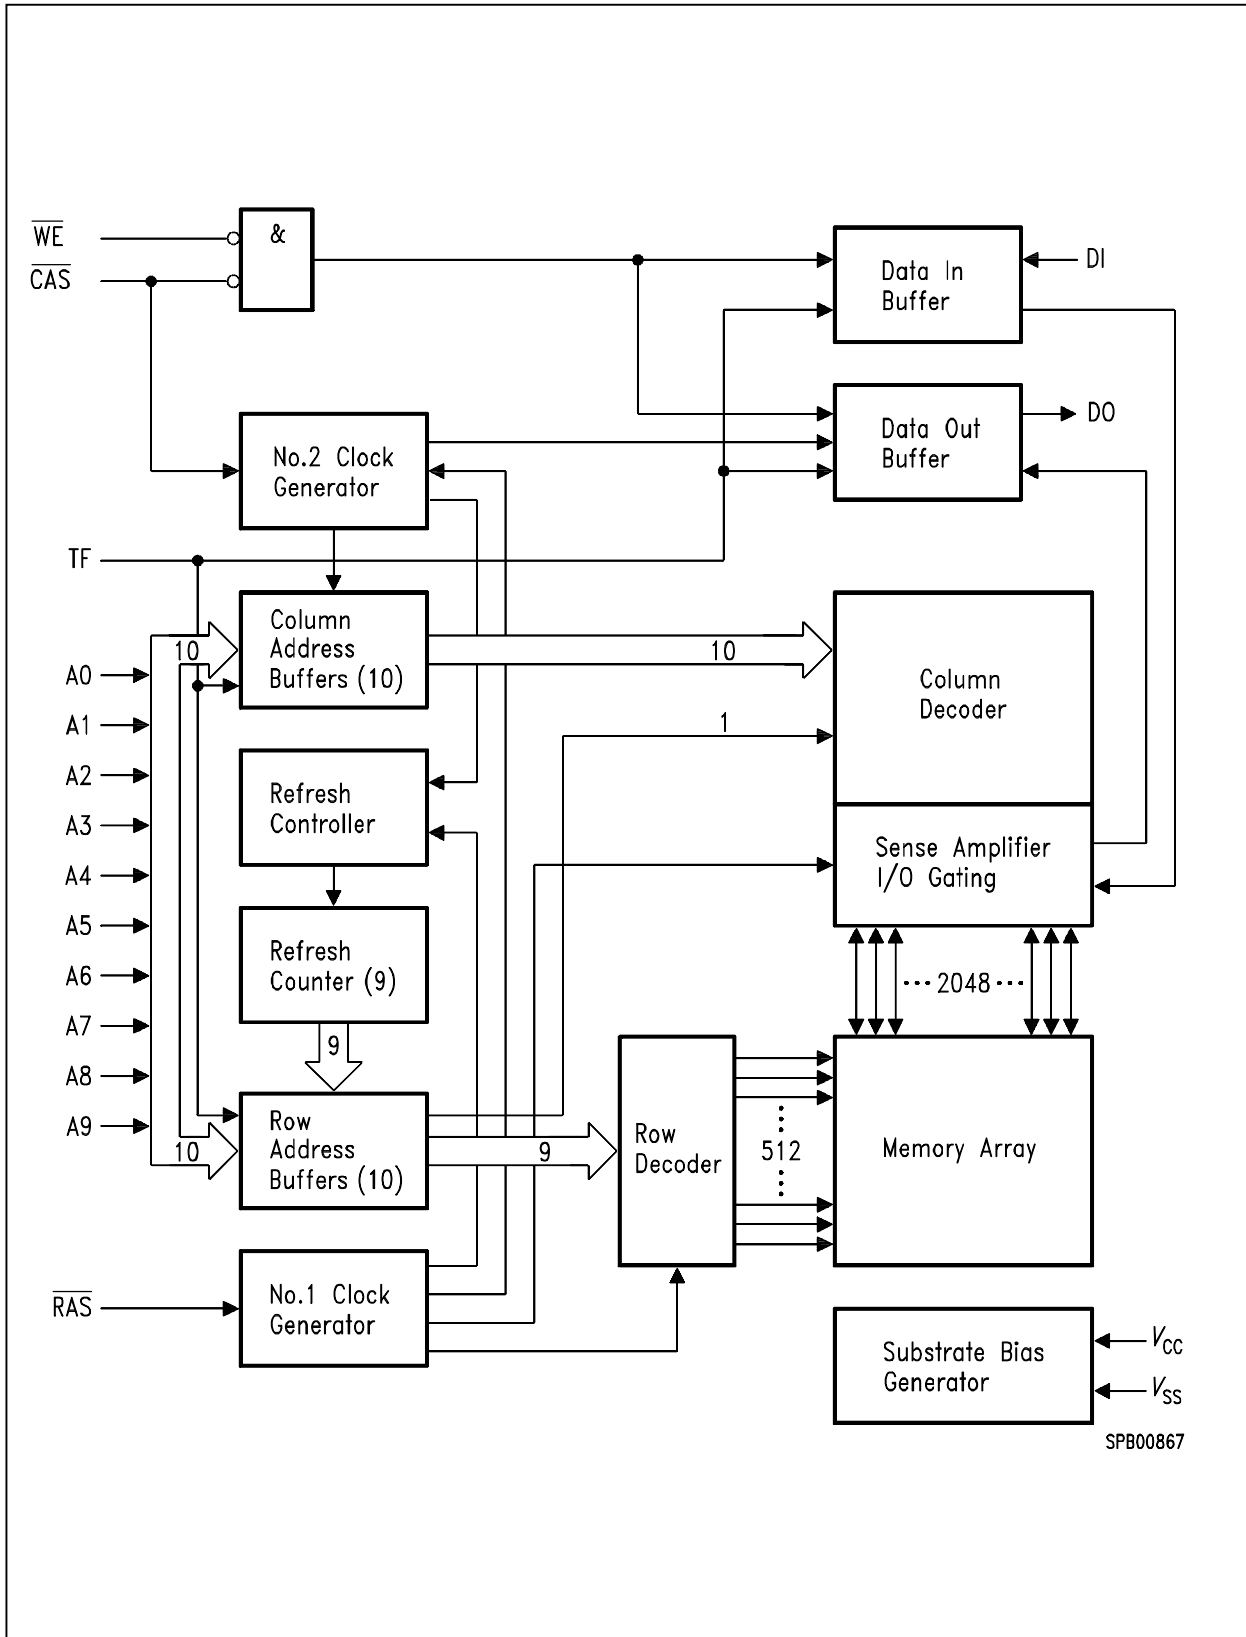 WE
&
CAS
Data In
Buffer
DI
Data Out
Buffer
DO
No.2 Clock
Generator
TF
Column
Address
Buffers (10)
10
10
Column
Decoder
A0
A1
A2
A3
A4
A5
A6
A7
A8
A9
1
Refresh
Controller
Sense Amplifier
I/O Gating
Refresh
Counter (9)
2048
9
Row
Address
Buffers (10)
10
9
Row
Decoder
512
Memory Array
RAS
No.1 Clock
Generator
Substrate Bias
Generator
VCC
VSS
SPB00867